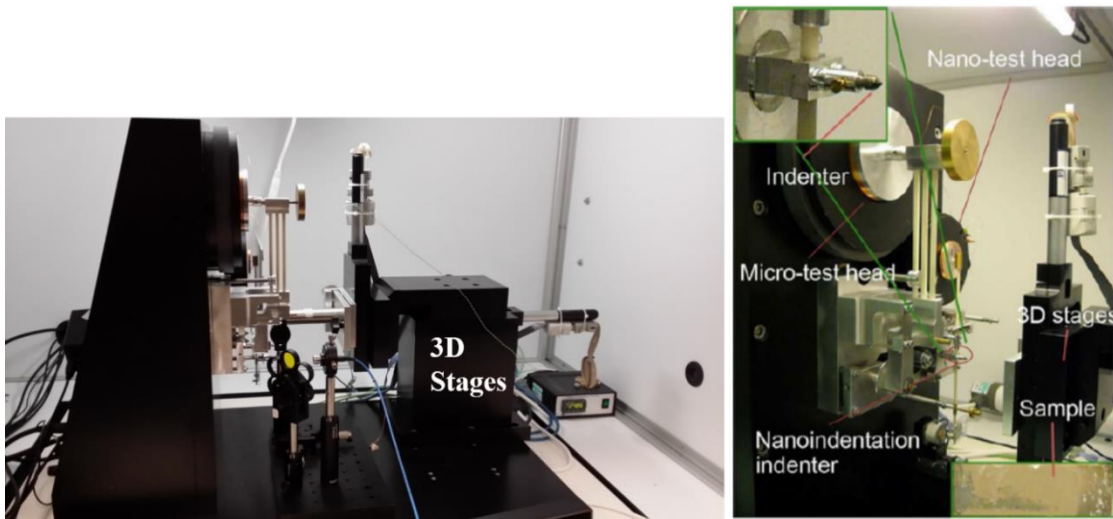 3D
Stages
Nano-test head
Indenter
Micro-test head
3D stages
Sample
Nanoindentation
indenter